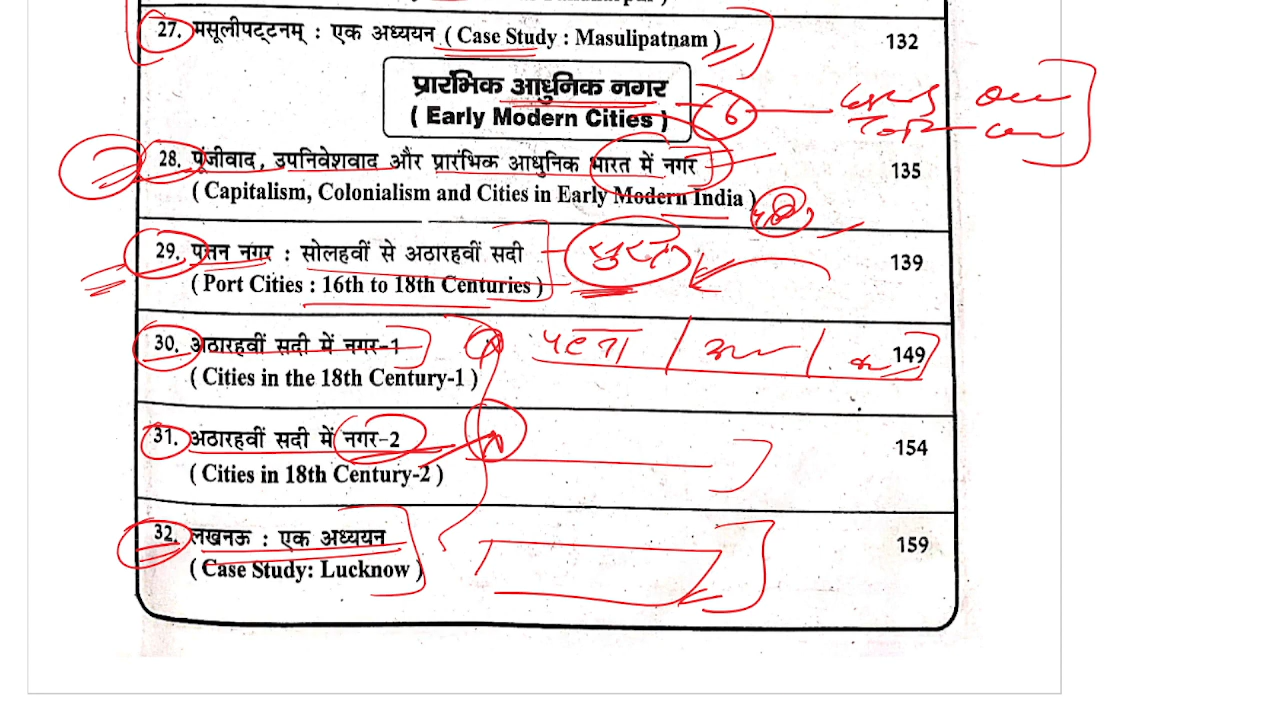 27. मसूलीपट्टनम् : एक अध्ययन ( Case Study : Masulipatnam ) 132
प्रारंभिक आधुनिक नगर
( Early Modern Cities )
6
28. पूंजीवाद, उपनिवेशवाद और प्रारंभिक आधुनिक भारत में नगर 135
( Capitalism, Colonialism and Cities in Early Modern India )
29. पत्तन नगर : सोलहवीं से अठारहवीं सदी 139
( Port Cities : 16th to 18th Centuries )
सुरत
30. अठारहवीं सदी में नगर-1 149
( Cities in the 18th Century-1 )
पटना
31. अठारहवीं सदी में नगर-2 154
( Cities in 18th Century-2 )
32. लखनऊ : एक अध्ययन 159
( Case Study: Lucknow )